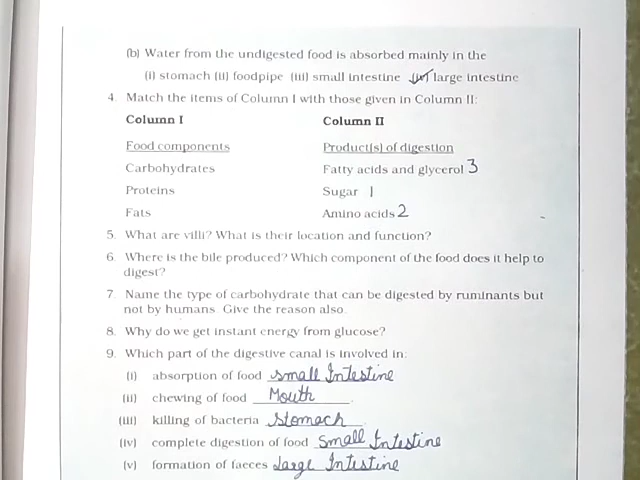 (b) Water from the undigested food is absorbed mainly in the
(i) stomach (ii) foodpipe (iii) small intestine (iv) large intestine
4. Match the items of Column I with those given in Column II:
Column I Column II
Food components Product(s) of digestion
Carbohydrates Fatty acids and glycerol 3
Proteins Sugar 1
Fats Amino acids 2
5. What are villi? What is their location and function?
6. Where is the bile produced? Which component of the food does it help to
digest?
7. Name the type of carbohydrate that can be digested by ruminants but
not by humans. Give the reason also.
8. Why do we get instant energy from glucose?
9. Which part of the digestive canal is involved in:
(i) absorption of food small Intestine
(ii) chewing of food Mouth.
(iii) killing of bacteria Stomach.
(iv) complete digestion of food Small Intestine
(v) formation of faeces Large Intestine